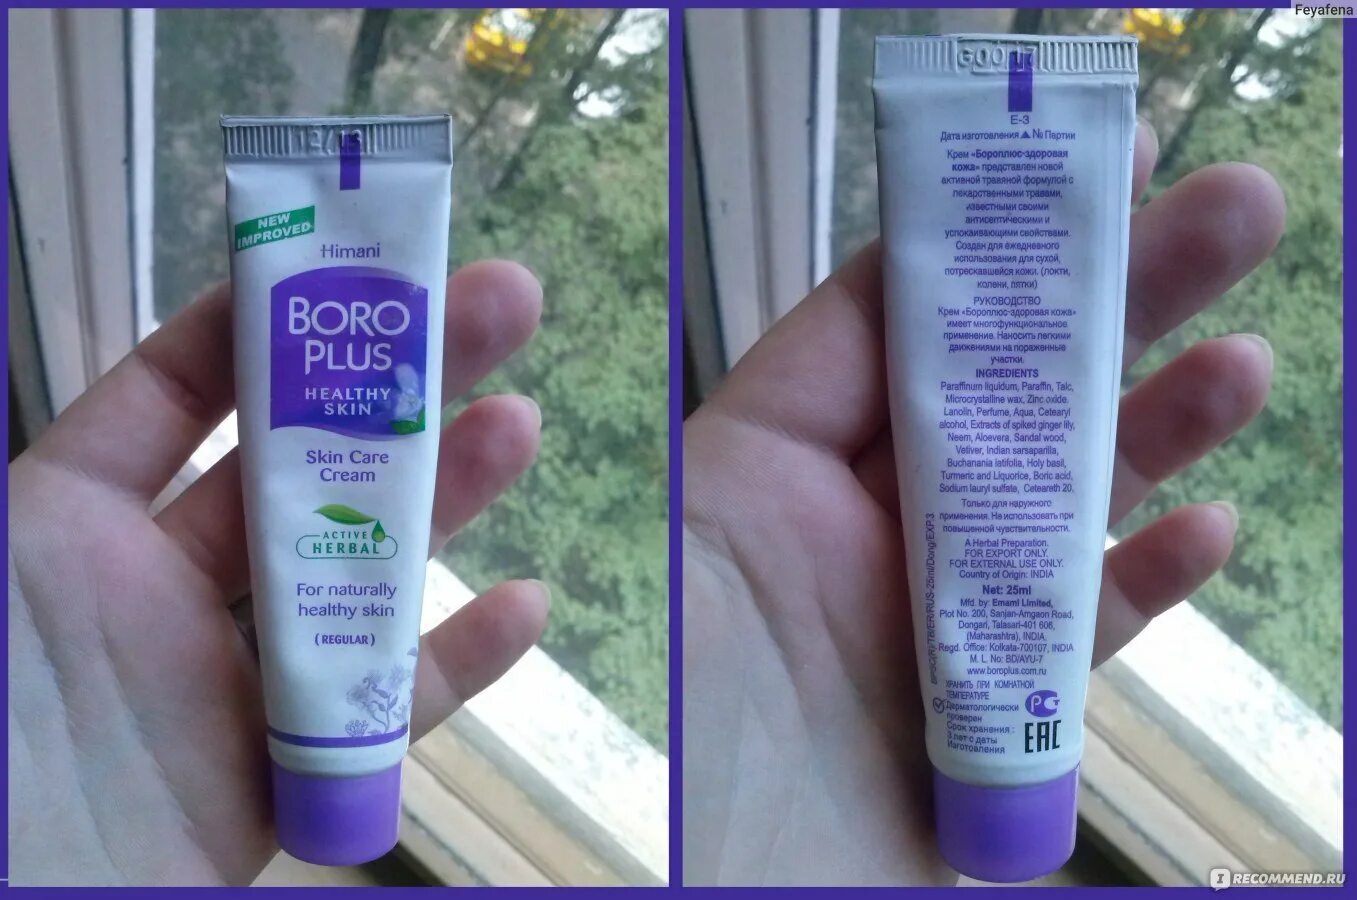 Feyafena
NEW
IMPROVED
Himani
BORO
PLUS
HEALTHY
SKIN
Skin Care
Cream
ACTIVE
HERBAL
For naturally
healthy skin
(REGULAR)
E-3
Дата изготовления ▲ № Партии
Крем «Бороплюс-здоровая
кожа» представлен новой
активной травяной формулой с
лекарственными травами,
известными своими
антисептическими и
успокаивающими свойствами.
Создан для ежедневного
использования для сухой,
потрескавшейся кожи. (локти,
колени, пятки)
РУКОВОДСТВО
Крем «Бороплюс-здоровая кожа»
имеет многофункциональное
применение. Наносить легкими
движениями на пораженные
участки.
INGREDIENTS
Paraffinum liquidum, Paraffin, Talc,
Microcrystalline wax, Zinc oxide.
Lanolin, Perfume, Aqua, Cetearyl
alcohol, Extracts of spiked ginger lily,
Neem, Aloevera, Sandal wood,
Vetiver, Indian sarsaparilla,
Buchanania latifolia, Holy basil,
Turmeric and Liquorice, Boric acid,
Sodium lauryl sulfate, Ceteareth 20.
Только для наружного
применения. Не использовать при
повышенной чувствительности.
A Herbal Preparation.
FOR EXPORT ONLY.
FOR EXTERNAL USE ONLY.
Country of Origin: INDIA
Net: 25ml
Mfd. by: Emami Limited,
Plot No. 200, Sanjan-Amgaon Road,
Dongari, Talasari-401 606,
(Maharashtra), INDIA.
Regd. Office: Kolkata-700107, INDIA
M. L. No: BD/AYU-7
www.boroplus.com.ru
ХРАНИТЬ ПРИ КОМНАТНОЙ
ТЕМПЕРАТУРЕ
Дерматологически
проверен
Срок хранения :
3 лет с даты
Изготовления
EAC
IRECOMMEND.RU